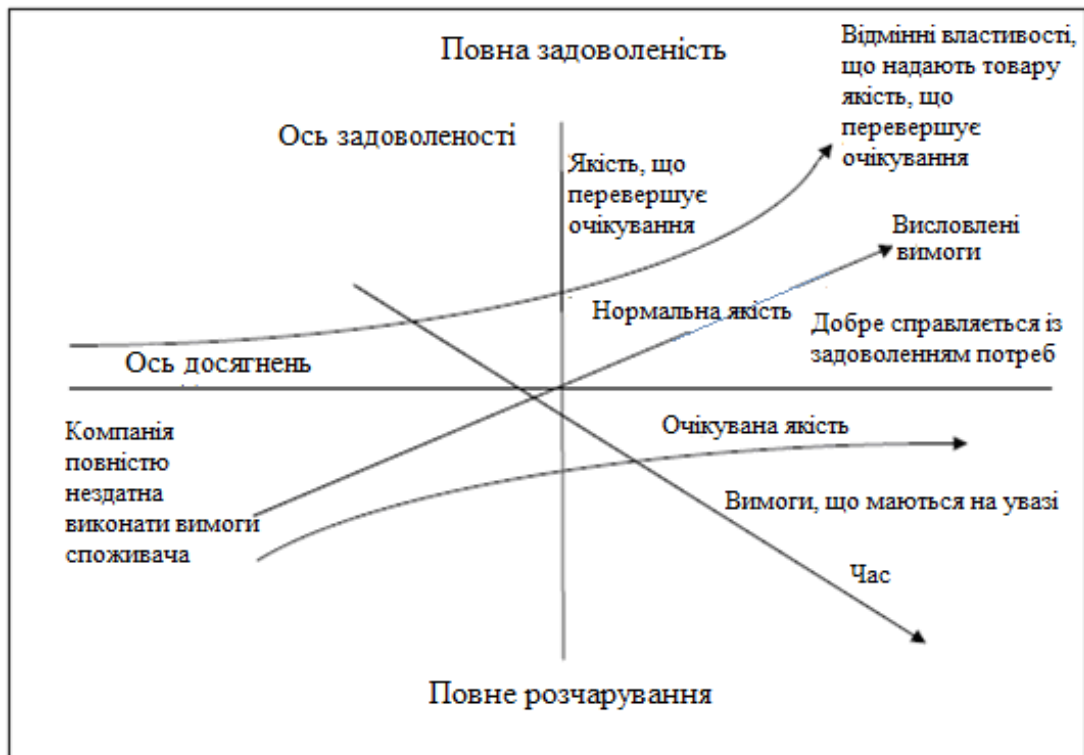 Повна задоволеність
Відмінні властивості,
що надають товару
якість, що
перевершує
очікування
Ось задоволеності
Якість, що
перевершує
очікування
Висловлені
вимоги
Нормальна якість
Добре справляється із
задоволенням потреб
Ось досягнень
Компанія
повністю
нездатна
виконати вимоги
споживача
Очікувана якість
Вимоги, що маються на увазі
Час
Повне розчарування